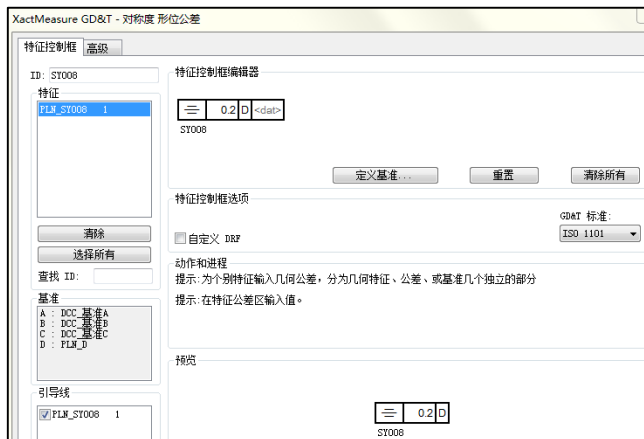 XactMeasure GD&T - 对称度 形位公差
特征控制框 高级
ID: SY008
特征
PLN_SY008 1
清除
选择所有
查找 ID:
基准
A : DCC_基准A
B : DCC_基准B
C : DCC_基准C
D : PLN_D
引导线
PLN_SY008 1
特征控制框编辑器
0.2 D <dat>
SY008
定义基准... 重置 清除所有
特征控制框选项
GD&T 标准:
自定义 DRF
ISO 1101
动作和进程
提示:为个别特征输入几何公差，分为几何特征、公差、或基准几个独立的部分
提示:在特征公差区输入值。
预览
0.2 D
SY008